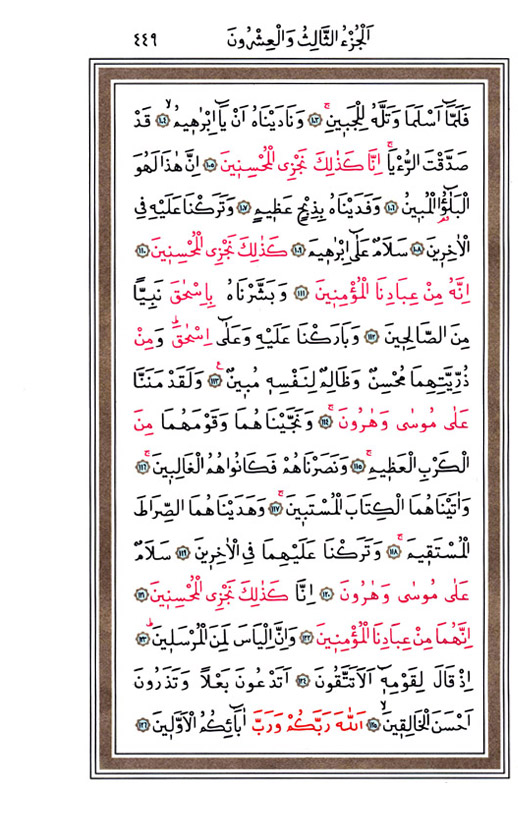 اَلْجُزْءُ الثَّالِثُ وَالْعِشْرُونَ ٤٤٩
فَلَمَّٓا اَسْلَمَا وَتَلَّهُ لِلْجَب۪ينِۚ ﴿١٠٣﴾ وَنَادَيْنَاهُ اَنْ يَٓا اِبْرٰه۪يمُۙ ﴿١٠٤﴾ قَدْ
صَدَّقْتَ الرُّءْيَاۚ اِنَّا كَذٰلِكَ نَجْزِي الْمُحْسِن۪ينَ ﴿١٠٥﴾ اِنَّ هٰذَا لَهُوَ
الْبَلٰٓؤُا الْمُب۪ينُ ﴿١٠٦﴾ وَفَدَيْنَاهُ بِذِبْحٍ عَظ۪يمٍ ﴿١٠٧﴾ وَتَرَكْنَا عَلَيْهِ فِي
الْاٰخِر۪ينَۖ ﴿١٠٨﴾ سَلَامٌ عَلٰٓى اِبْرٰه۪يمَ ﴿١٠٩﴾ كَذٰلِكَ نَجْزِي الْمُحْسِن۪ينَ ﴿١١٠﴾
اِنَّهُ مِنْ عِبَادِنَا الْمُؤْمِن۪ينَ ﴿١١١﴾ وَبَشَّرْنَاهُ بِاِسْحٰقَ نَبِيًّا
مِنَ الصَّالِح۪ينَ ﴿١١٢﴾ وَبَارَكْنَا عَلَيْهِ وَعَلٰٓى اِسْحٰقَۜ وَمِنْ
ذُرِّيَّتِهِمَا مُحْسِنٌ وَظَالِمٌ لِنَفْسِه۪ مُب۪ينٌ۟ ﴿١١٣﴾ وَلَقَدْ مَنَنَّا
عَلٰى مُوسٰى وَهٰرُونَۚ ﴿١١٤﴾ وَنَجَّيْنَاهُمَا وَقَوْمَهُمَا مِنَ
الْكَرْبِ الْعَظ۪يمِۚ ﴿١١٥﴾ وَنَصَرْنَاهُمْ فَكَانُوا هُمُ الْغَالِب۪ينَۚ ﴿١١٦﴾
وَاٰتَيْنَاهُمَا الْكِتَابَ الْمُسْتَب۪ينَۚ ﴿١١٧﴾ وَهَدَيْنَاهُمَا الصِّرَاطَ
الْمُسْتَق۪يمَۚ ﴿١١٨﴾ وَتَرَكْنَا عَلَيْهِمَا فِي الْاٰخِر۪ينَ ﴿١١٩﴾ سَلَامٌ
عَلٰى مُوسٰى وَهٰرُونَ ﴿١٢٠﴾ اِنَّا كَذٰلِكَ نَجْزِي الْمُحْسِن۪ينَ ﴿١٢١﴾
اِنَّهُمَا مِنْ عِبَادِنَا الْمُؤْمِن۪ينَ ﴿١٢٢﴾ وَاِنَّ اِلْيَاسَ لَمِنَ الْمُرْسَل۪ينَۜ ﴿١٢٣﴾
اِذْ قَالَ لِقَوْمِه۪ٓ اَلَا تَتَّقُونَ ﴿١٢٤﴾ اَتَدْعُونَ بَعْلًا وَتَذَرُونَ
اَحْسَنَ الْخَالِق۪ينَۙ ﴿١٢٥﴾ اَللّٰهَ رَبَّكُمْ وَرَبَّ اٰبَٓائِكُمُ الْاَوَّل۪ينَ ﴿١٢٦﴾